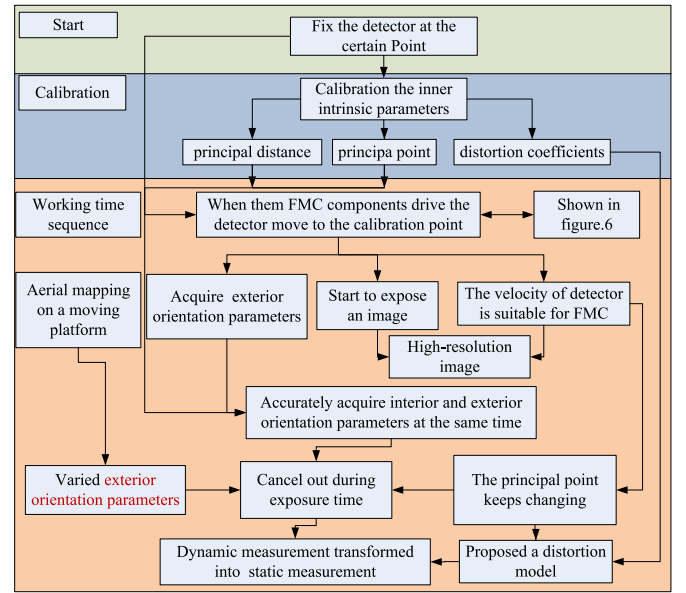 Start
Fix the detector at the
certain Point
Calibration
Calibration the inner
intrinsic parameters
principal distance
principa point
distortion coefficients
Working time
sequence
When them FMC components drive the
detector move to the calibration point
Shown in
figure.6
Aerial mapping
on a moving
platform
Acquire exterior
orientation parameters
Start to expose
an image
The velocity of detector
is suitable for FMC
High-resolution
image
Accurately acquire interior and exterior
orientation parameters at the same time
Varied exterior
orientation parameters
Cancel out during
exposure time
The principal point
keeps changing
Dynamic measurement transformed
into static measurement
Proposed a distortion
model